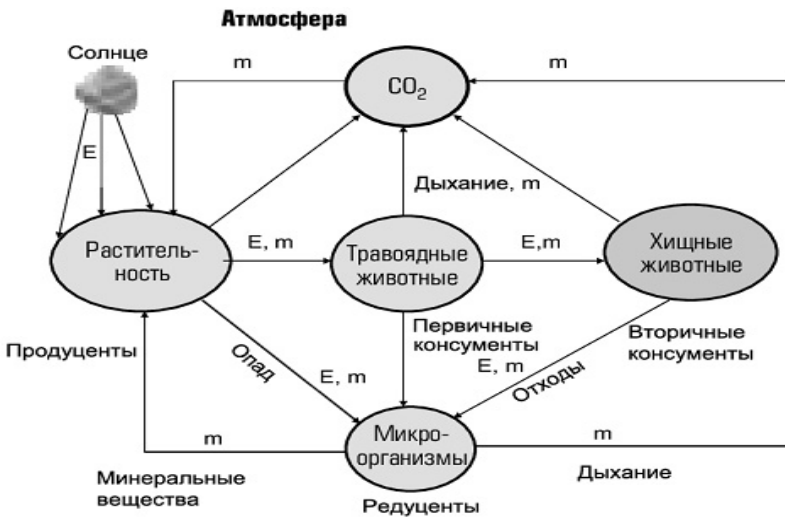 Атмосфера
Солнце
m
m
CO₂
E
Дыхание, m
Раститель-
ность
E, m
Травоядные
животные
E,m
Хищные
животные
Продуценты
Опад
E, m
Первичные
консументы
E, m
Отходы
Вторичные
консументы
m
Микро-
организмы
m
Минеральные
вещества
Редуценты
Дыхание